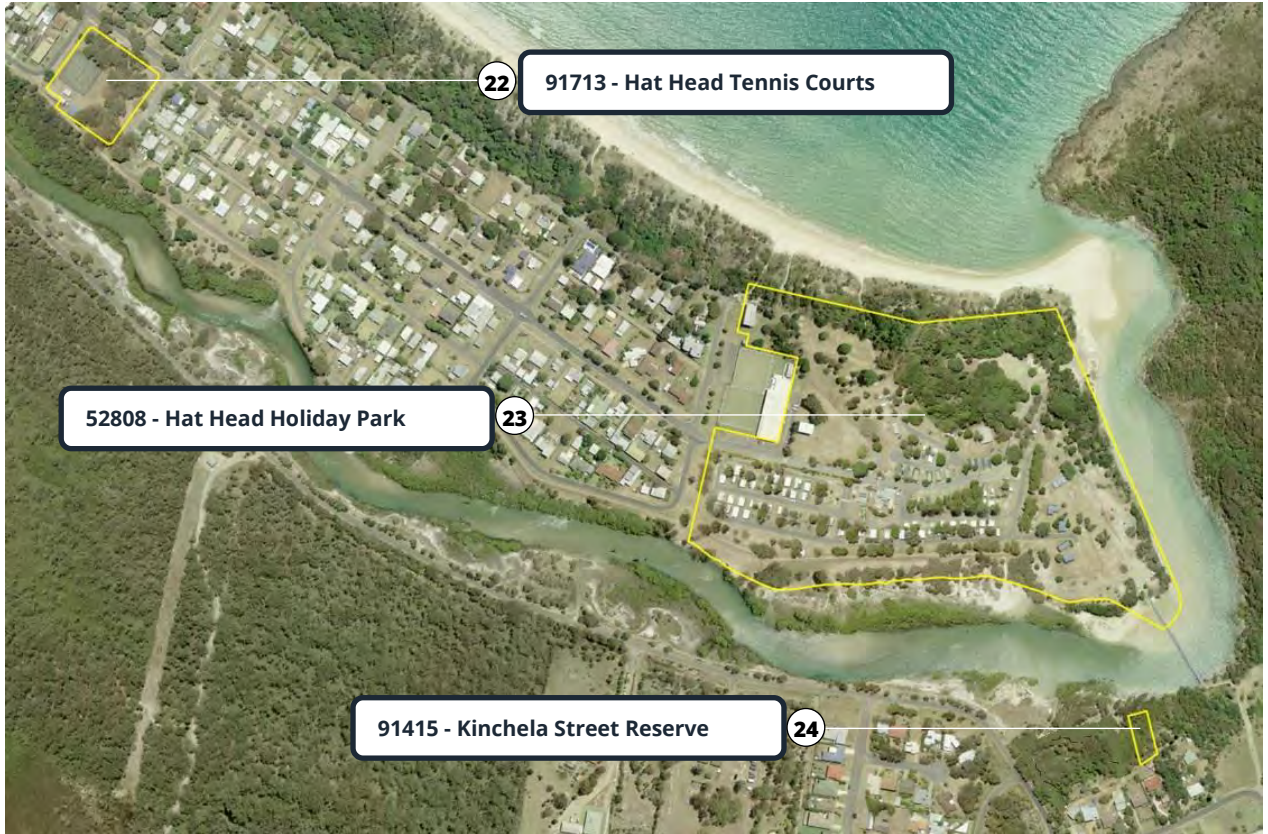 22
91713 - Hat Head Tennis Courts
52808 - Hat Head Holiday Park
23
91415 - Kinchela Street Reserve
24